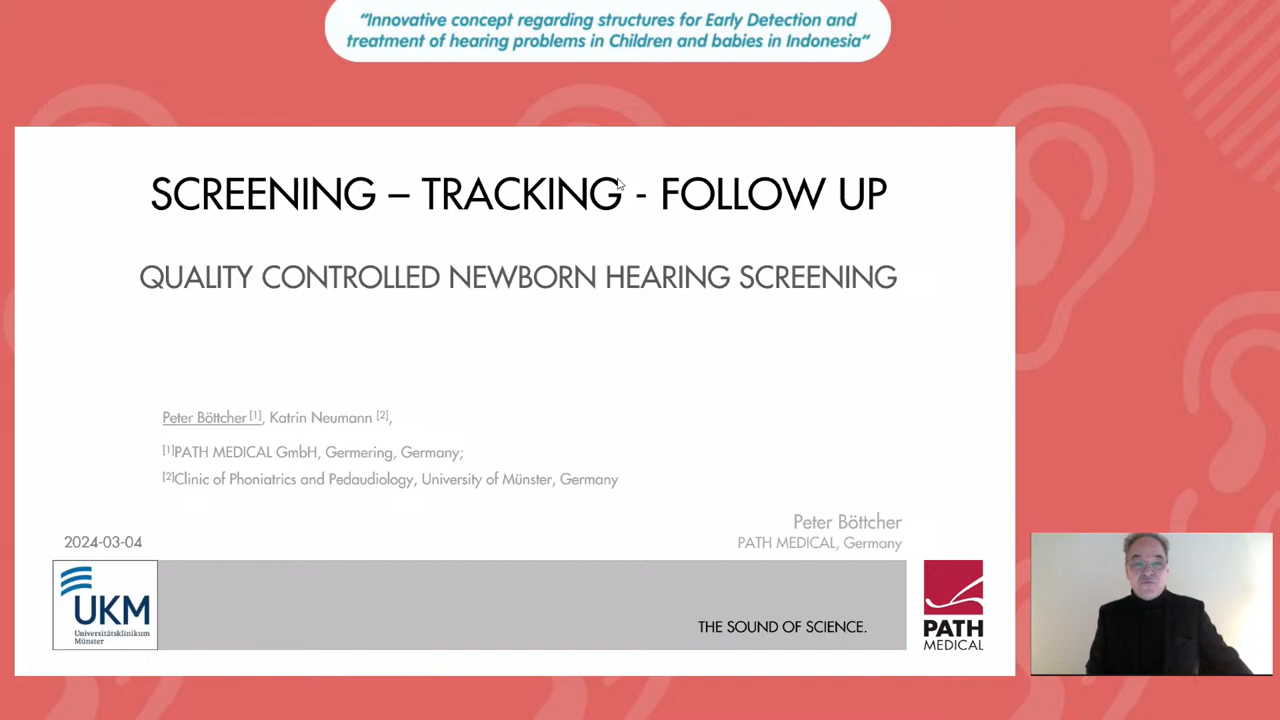 “Innovative concept regarding structures for Early Detection and
treatment of hearing problems in Children and babies in Indonesia”
SCREENING – TRACKING - FOLLOW UP
QUALITY CONTROLLED NEWBORN HEARING SCREENING
Peter Böttcher [1], Katrin Neumann [2],
[1]PATH MEDICAL GmbH, Germering, Germany;
[2]Clinic of Phoniatrics and Pedaudiology, University of Münster, Germany
Peter Böttcher
PATH MEDICAL, Germany
2024-03-04
UKM
Universitätsklinikum
Münster
THE SOUND OF SCIENCE.
PATH
MEDICAL